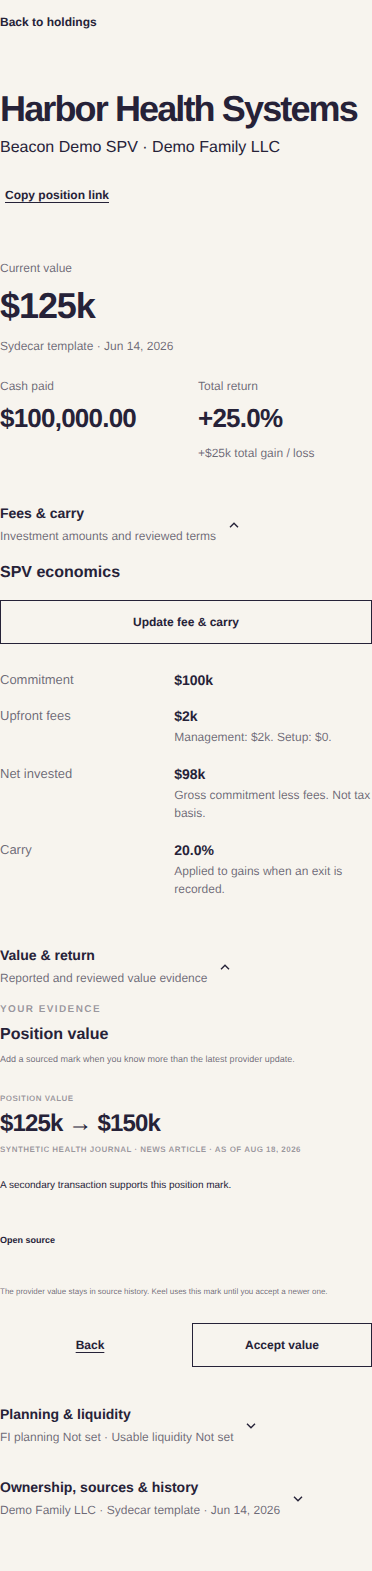 Back to holdings
Harbor Health Systems
Beacon Demo SPV · Demo Family LLC
Copy position link
Current value
$125k
Sydecar template · Jun 14, 2026
Cash paid
Total return
$100,000.00
+25.0%
+$25k total gain / loss
Fees & carry
Investment amounts and reviewed terms
SPV economics
Update fee & carry
Commitment
$100k
Upfront fees
$2k
Management: $2k. Setup: $0.
Net invested
$98k
Gross commitment less fees. Not tax
basis.
Carry
20.0%
Applied to gains when an exit is
recorded.
Value & return
Reported and reviewed value evidence
YOUR EVIDENCE
Position value
Add a sourced mark when you know more than the latest provider update.
POSITION VALUE
$125k → $150k
SYNTHETIC HEALTH JOURNAL · NEWS ARTICLE · AS OF AUG 18, 2026
A secondary transaction supports this position mark.
Open source
The provider value stays in source history. Keel uses this mark until you accept a newer one.
Back
Accept value
Planning & liquidity
FI planning Not set · Usable liquidity Not set
Ownership, sources & history
Demo Family LLC · Sydecar template · Jun 14, 2026